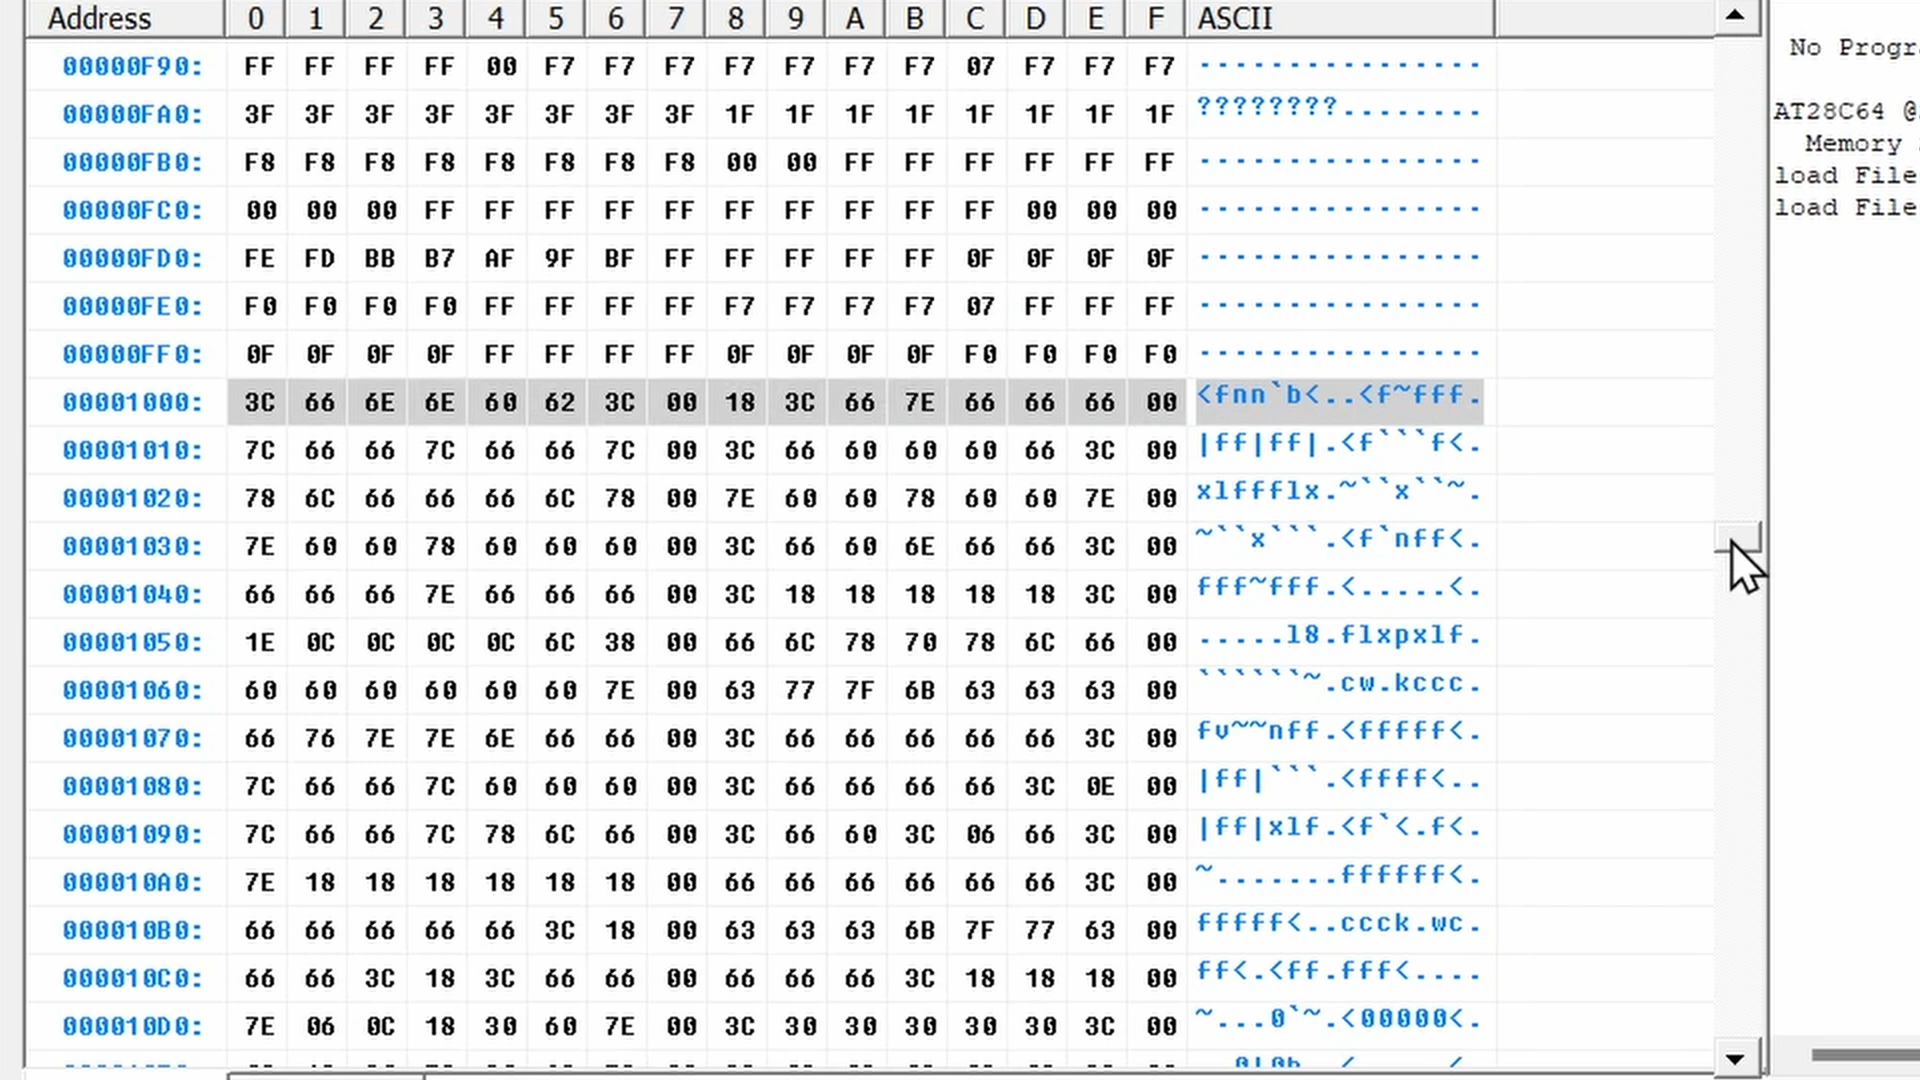 Address 0 1 2 3 4 5 6 7 8 9 A B C D E F ASCII
00000F90: FF FF FF FF 00 F7 F7 F7 F7 F7 F7 F7 07 F7 F7 F7 ................
00000FA0: 3F 3F 3F 3F 3F 3F 3F 3F 1F 1F 1F 1F 1F 1F 1F 1F ????????........
00000FB0: F8 F8 F8 F8 F8 F8 F8 F8 00 00 FF FF FF FF FF FF ................
00000FC0: 00 00 00 FF FF FF FF FF FF FF FF FF FF 00 00 00 ................
00000FD0: FE FD BB B7 AF 9F BF FF FF FF FF FF 0F 0F 0F 0F ................
00000FE0: F0 F0 F0 F0 FF FF FF FF F7 F7 F7 F7 07 FF FF FF ................
00000FF0: 0F 0F 0F 0F FF FF FF FF 0F 0F 0F 0F F0 F0 F0 F0 ................
00001000: 3C 66 6E 6E 60 62 3C 00 18 3C 66 7E 66 66 66 00 <fnn`b<..<f~fff.
00001010: 7C 66 66 7C 66 66 7C 00 3C 66 60 60 60 66 3C 00 |ff|ff|.<f```f<.
00001020: 78 6C 66 66 66 6C 78 00 7E 60 60 78 60 60 7E 00 xlffflx.~``x``~.
00001030: 7E 60 60 78 60 60 60 00 3C 66 60 6E 66 66 3C 00 ~``x```.<f`nff<.
00001040: 66 66 66 7E 66 66 66 00 3C 18 18 18 18 18 3C 00 fff~fff.<.....<.
00001050: 1E 0C 0C 0C 0C 6C 38 00 66 6C 78 70 78 6C 66 00 .....l8.flxpxlf.
00001060: 60 60 60 60 60 60 7E 00 63 77 7F 6B 63 63 63 00 ``````~.cw.kccc.
00001070: 66 76 7E 7E 6E 66 66 00 3C 66 66 66 66 66 3C 00 fv~~nff.<fffff<.
00001080: 7C 66 66 7C 60 60 60 00 3C 66 66 66 66 3C 0E 00 |ff|```.<ffff<..
00001090: 7C 66 66 7C 78 6C 66 00 3C 66 60 3C 06 66 3C 00 |ff|xlf.<f`<.f<.
000010A0: 7E 18 18 18 18 18 18 00 66 66 66 66 66 66 3C 00 ~.......ffffff<.
000010B0: 66 66 66 66 66 3C 18 00 63 63 63 6B 7F 77 63 00 fffff<..ccck.wc.
000010C0: 66 66 3C 18 3C 66 66 00 66 66 66 3C 18 18 18 00 ff<.<ff.fff<....
000010D0: 7E 06 0C 18 30 60 7E 00 3C 30 30 30 30 30 3C 00 ~...0`~.<00000<.
No Progr
AT28C64 @
Memory
load File
load File